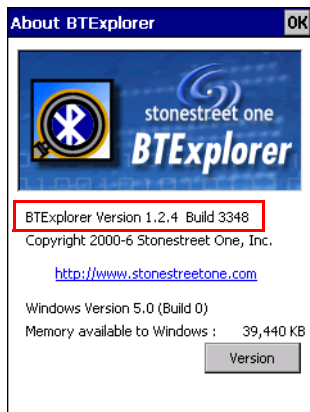 About BTExplorer OK
stonestreet one
BTExplorer
BTExplorer Version 1.2.4 Build 3348
Copyright 2000-6 Stonestreet One, Inc.
http://www.stonestreetone.com
Windows Version 5.0 (Build 0)
Memory available to Windows : 39,440 KB
Version